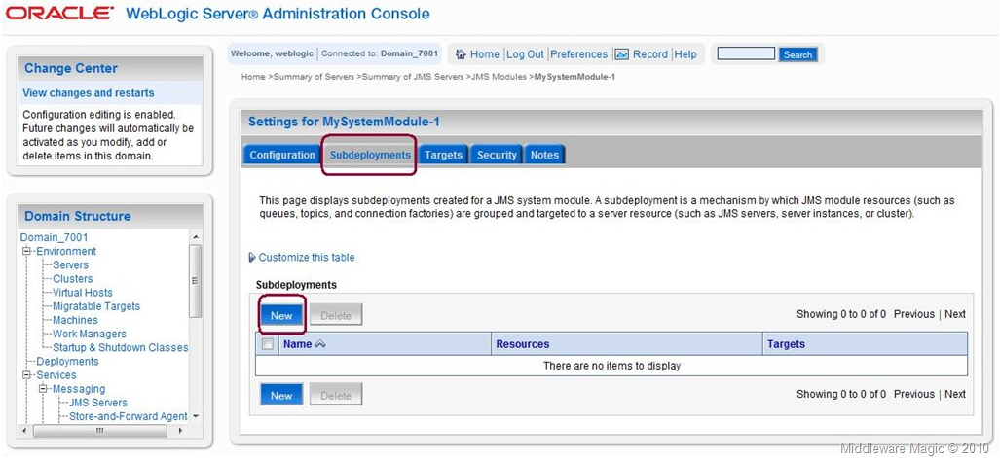 ORACLE® WebLogic Server® Administration Console
Change Center
View changes and restarts
Configuration editing is enabled.
Future changes will automatically be
activated as you modify, add or
delete items in this domain.
Domain Structure
Domain_7001
Environment
Servers
Clusters
Virtual Hosts
Migratable Targets
Machines
Work Managers
Startup & Shutdown Classes
Deployments
Services
Messaging
JMS Servers
Store-and-Forward Agent
Welcome, weblogic Connected to: Domain_7001 Home Log Out Preferences Record Help Search
Home >Summary of Servers >Summary of JMS Servers >JMS Modules >MySystemModule-1
Settings for MySystemModule-1
Configuration Subdeployments Targets Security Notes
This page displays subdeployments created for a JMS system module. A subdeployment is a mechanism by which JMS module resources (such as
queues, topics, and connection factories) are grouped and targeted to a server resource (such as JMS servers, server instances, or cluster).
Customize this table
Subdeployments
New Delete Showing 0 to 0 of 0 Previous | Next
Name Resources Targets
There are no items to display
New Delete Showing 0 to 0 of 0 Previous | Next
Middleware Magic © 2010